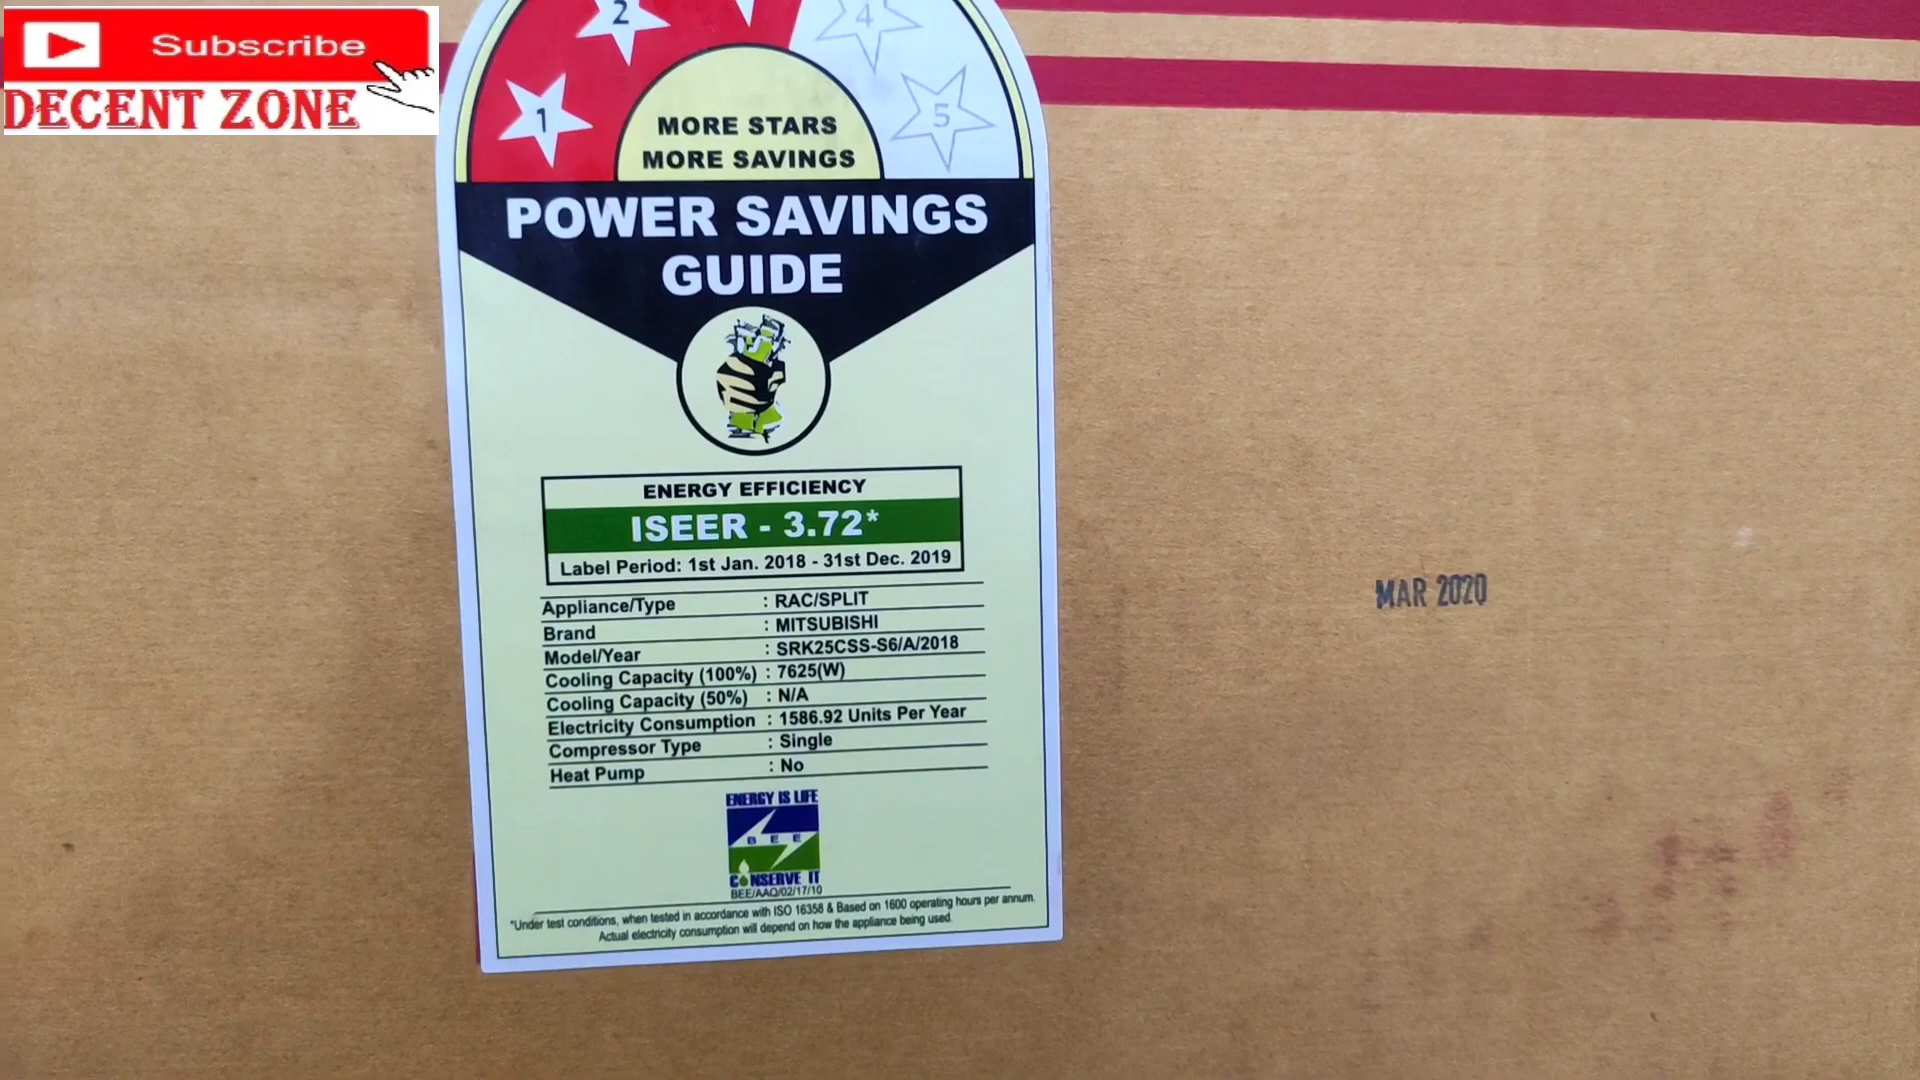 Subscribe
DECENT ZONE
1
2
4
5
MORE STARS
MORE SAVINGS
POWER SAVINGS
GUIDE
ENERGY EFFICIENCY
ISEER - 3.72*
Label Period: 1st Jan. 2018 - 31st Dec. 2019
Appliance/Type : RAC/SPLIT
Brand : MITSUBISHI
Model/Year : SRK25CSS-S6/A/2018
Cooling Capacity (100%) : 7625(W)
Cooling Capacity (50%) : N/A
Electricity Consumption : 1586.92 Units Per Year
Compressor Type : Single
Heat Pump : No
ENERGY IS LIFE
BEE
CONSERVE IT
BEE/AAQ/02/17/10
*Under test conditions, when tested in accordance with ISO 16358 & Based on 1600 operating hours per annum.
Actual electricity consumption will depend on how the appliance being used.
MAR 2020